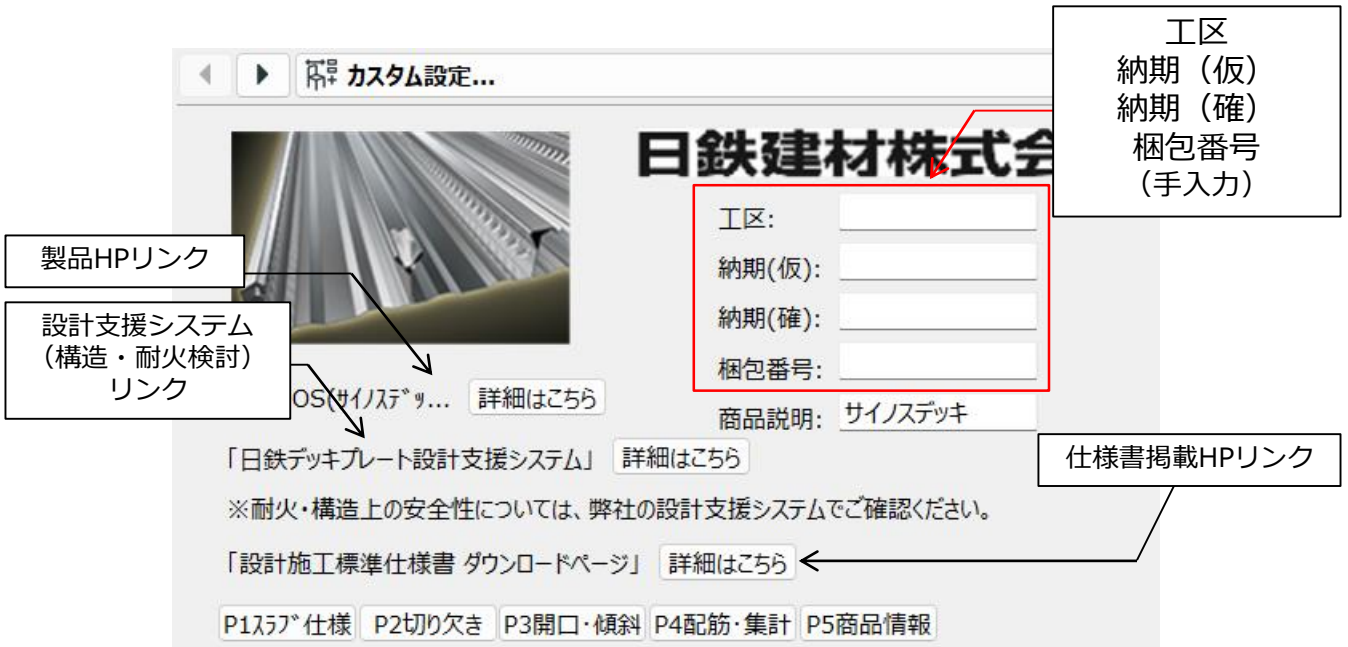 工区
納期（仮）
納期（確）
梱包番号
（手入力）
カスタム設定...
日鉄建材株式会
工区:
納期(仮):
納期(確):
梱包番号:
商品説明: サイノスデッキ
製品HPリンク
設計支援システム
（構造・耐火検討）
リンク
OS(ｻｲﾉｽﾃﾞｯ... 詳細はこちら
「日鉄デッキプレート設計支援システム」 詳細はこちら
仕様書掲載HPリンク
※耐火・構造上の安全性については、弊社の設計支援システムでご確認ください。
「設計施工標準仕様書 ダウンロードページ」 詳細はこちら
P1ｽﾗﾌﾞ仕様 P2切り欠き P3開口・傾斜 P4配筋・集計 P5商品情報